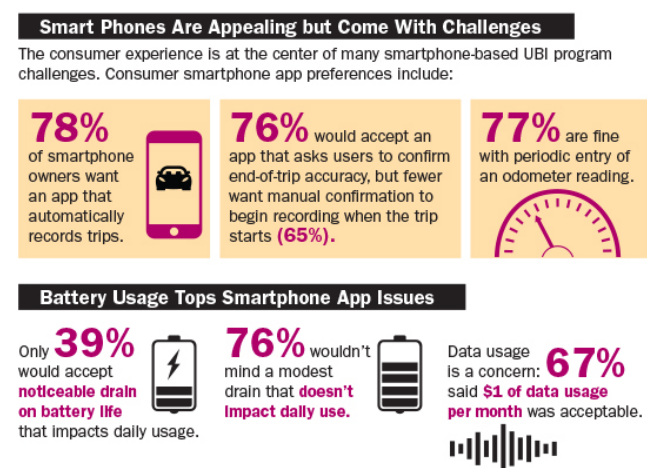 Smart Phones Are Appealing but Come With Challenges
The consumer experience is at the center of many smartphone-based UBI program
challenges. Consumer smartphone app preferences include:
78%
of smartphone
owners want
an app that
automatically
records trips.
76% would accept an
app that asks users to confirm
end-of-trip accuracy, but fewer
want manual confirmation to
begin recording when the trip
starts (65%).
77% are fine
with periodic entry of
an odometer reading.
Battery Usage Tops Smartphone App Issues
Only 39%
would accept
noticeable drain
on battery life
that impacts daily usage.
76% wouldn't
mind a modest
drain that doesn't
impact daily use.
Data usage
is a concern: 67%
said $1 of data usage
per month was acceptable.